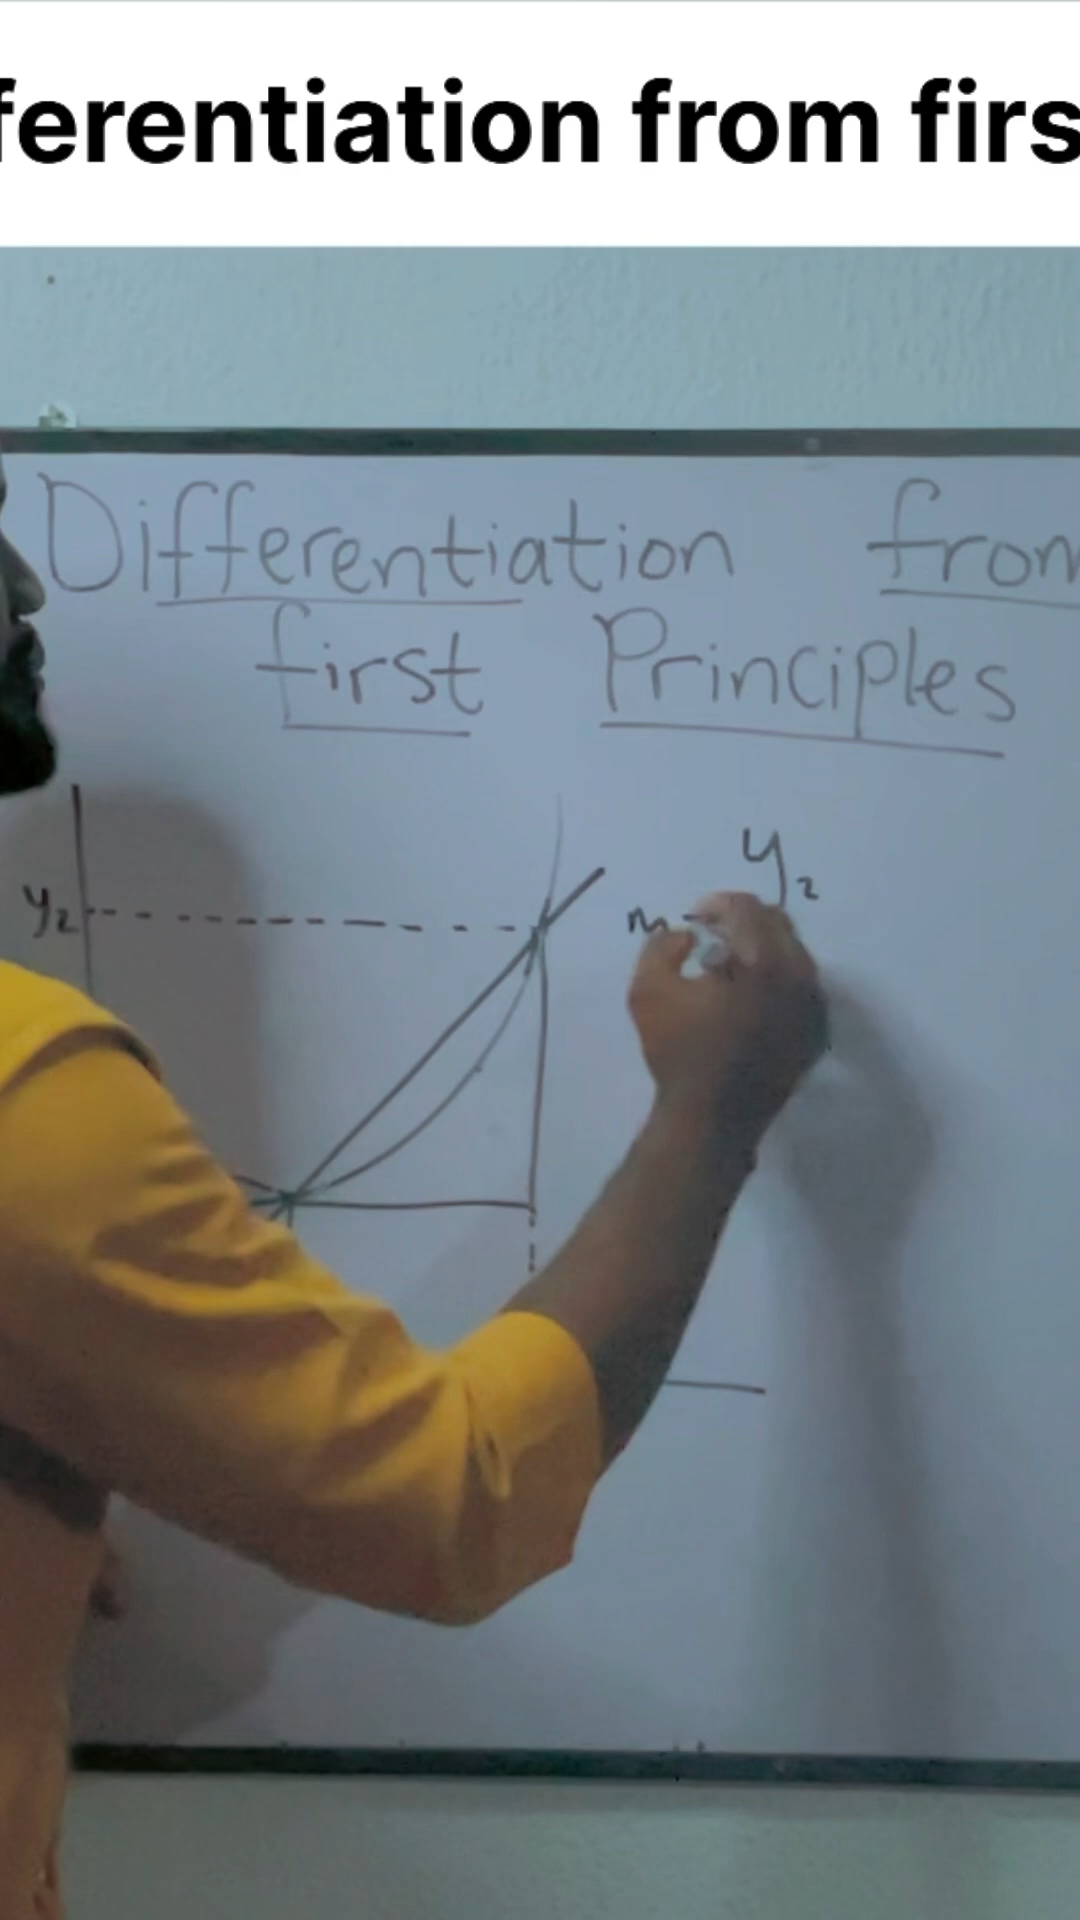 ferentiation from firs
Differentiation from
first Principles
y₂
y₂
m =